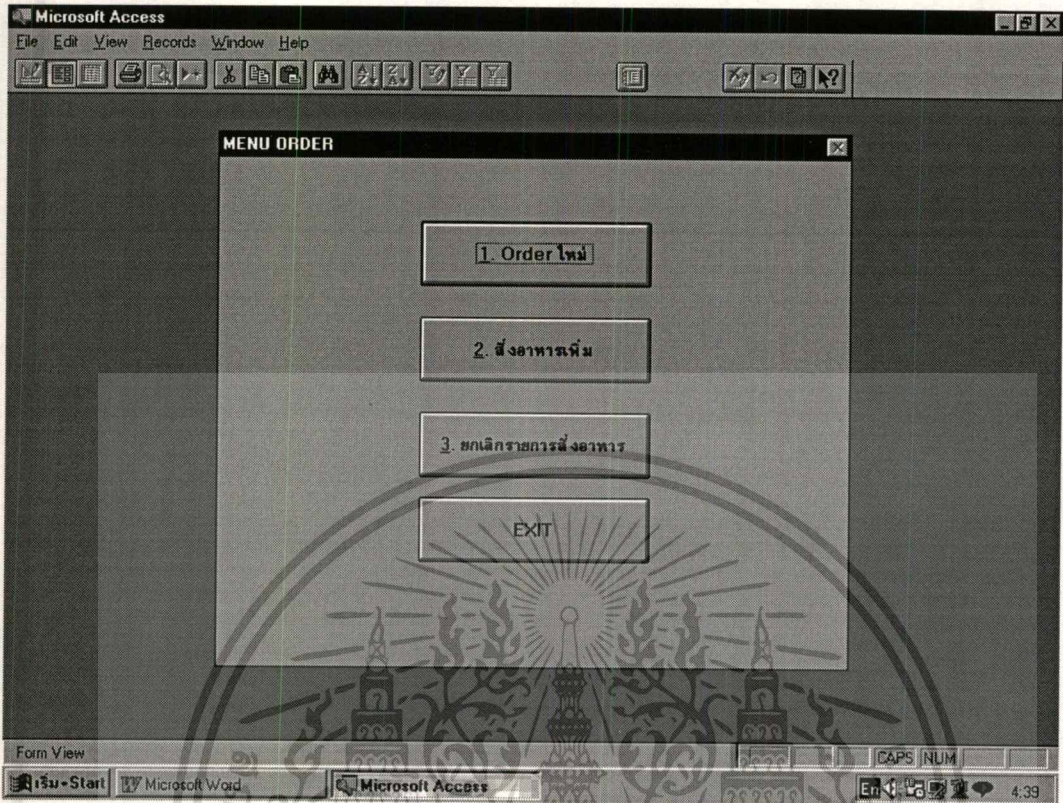 Microsoft Access
File Edit View Records Window Help
MENU ORDER
1. Order ใหม่
2. สั่งอาหารเพิ่ม
3. ยกเลิกรายการสั่งอาหาร
EXIT
Form View CAPS NUM
เริ่ม-Start Microsoft Word Microsoft Access En 4:39